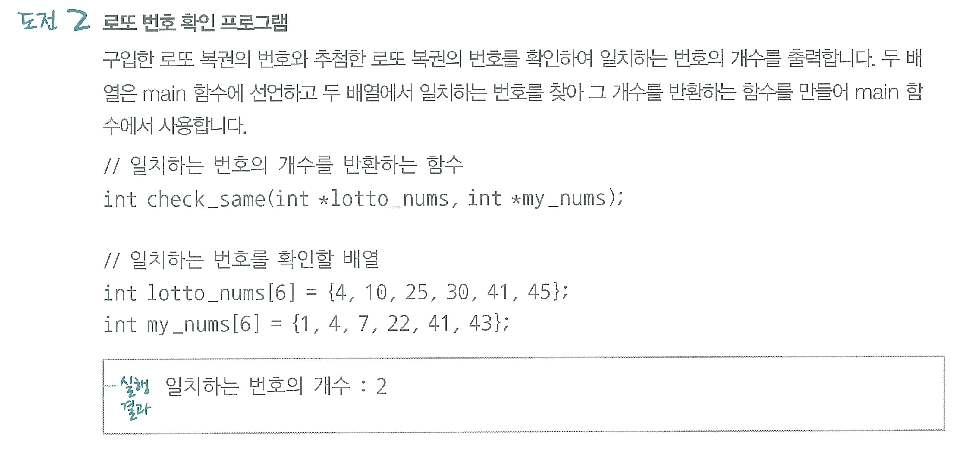 도전 2 로또 번호 확인 프로그램
구입한 로또 복권의 번호와 추첨한 로또 복권의 번호를 확인하여 일치하는 번호의 개수를 출력합니다. 두 배
열은 main 함수에 선언하고 두 배열에서 일치하는 번호를 찾아 그 개수를 반환하는 함수를 만들어 main 함
수에서 사용합니다.
// 일치하는 번호의 개수를 반환하는 함수
int check_same(int *lotto_nums, int *my_nums);
// 일치하는 번호를 확인할 배열
int lotto_nums[6] = {4, 10, 25, 30, 41, 45};
int my_nums[6] = {1, 4, 7, 22, 41, 43};
실행 일치하는 번호의 개수 : 2
결과